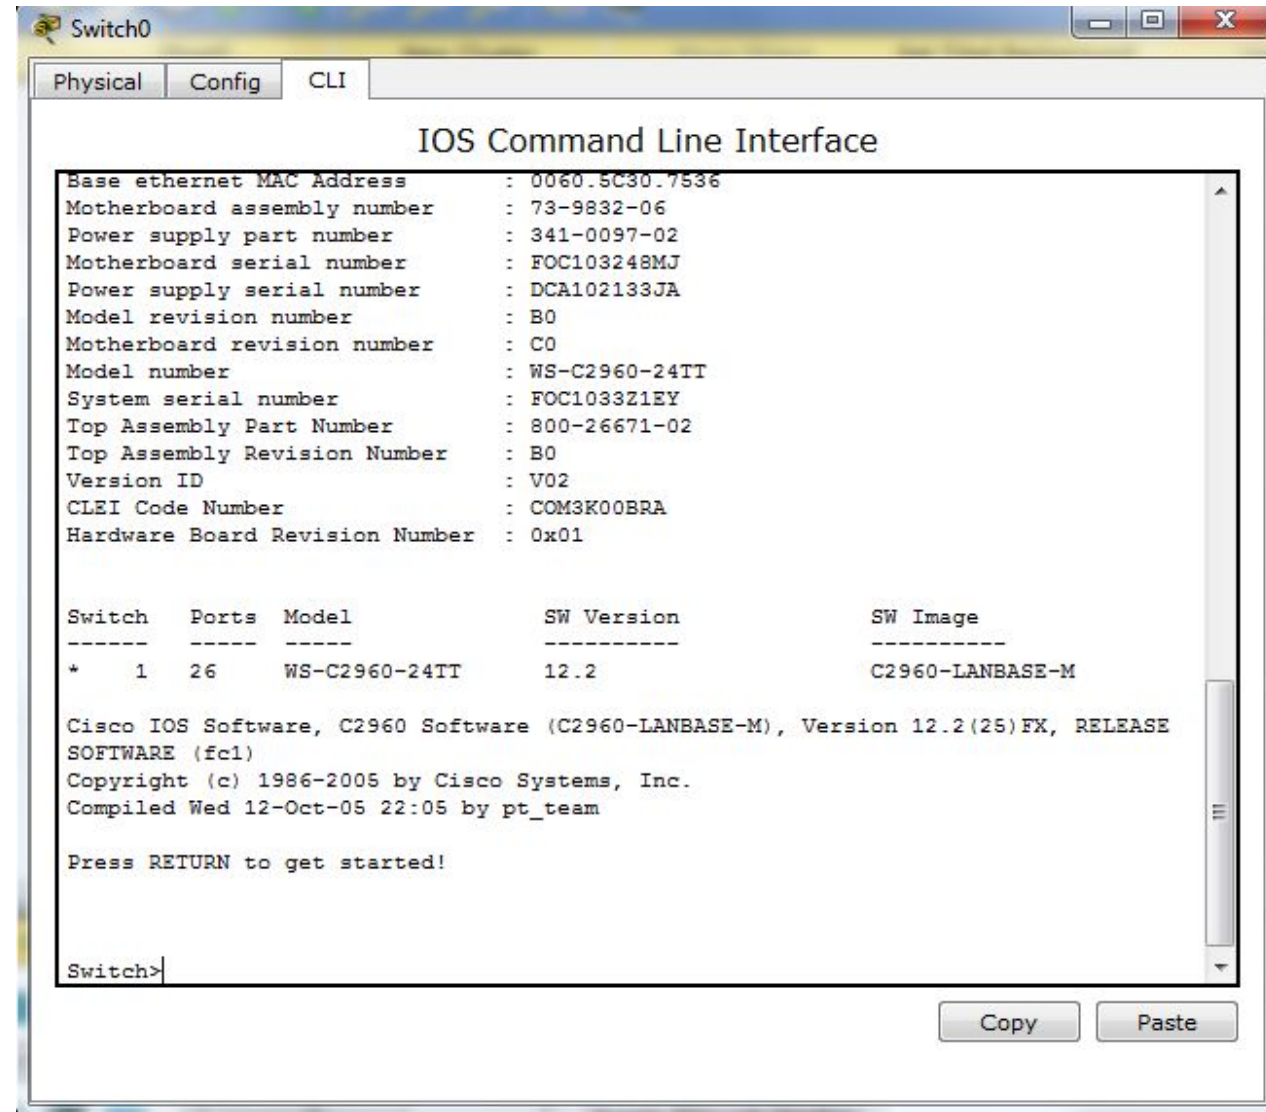 Switch0
Physical Config CLI
IOS Command Line Interface
Base ethernet MAC Address : 0060.5C30.7536
Motherboard assembly number : 73-9832-06
Power supply part number : 341-0097-02
Motherboard serial number : FOC103248MJ
Power supply serial number : DCA102133JA
Model revision number : B0
Motherboard revision number : C0
Model number : WS-C2960-24TT
System serial number : FOC1033Z1EY
Top Assembly Part Number : 800-26671-02
Top Assembly Revision Number : B0
Version ID : V02
CLEI Code Number : COM3K00BRA
Hardware Board Revision Number : 0x01
Switch Ports Model SW Version SW Image
------ ----- ----- ---------- ----------
* 1 26 WS-C2960-24TT 12.2 C2960-LANBASE-M
Cisco IOS Software, C2960 Software (C2960-LANBASE-M), Version 12.2(25)FX, RELEASE
SOFTWARE (fc1)
Copyright (c) 1986-2005 by Cisco Systems, Inc.
Compiled Wed 12-Oct-05 22:05 by pt_team
Press RETURN to get started!
Switch>
Copy Paste